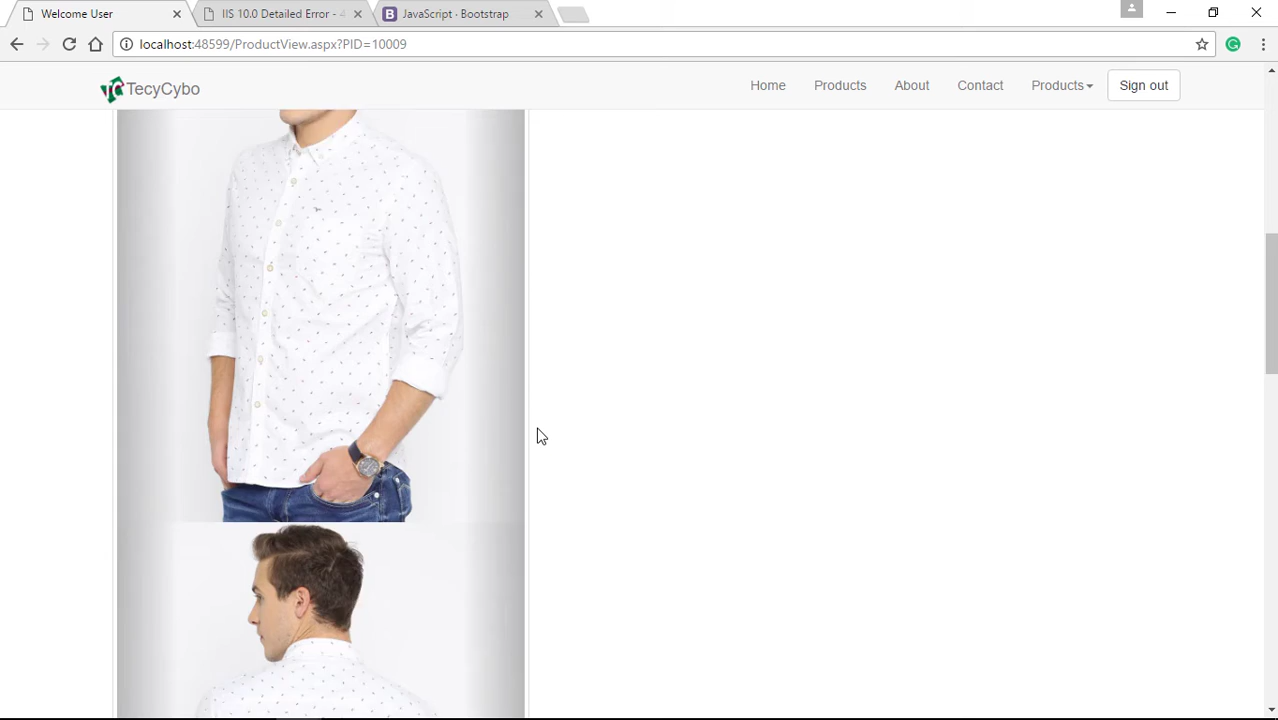 Welcome User
IIS 10.0 Detailed Error - 4
JavaScript · Bootstrap
localhost:48599/ProductView.aspx?PID=10009
TecyCybo
Home
Products
About
Contact
Products
Sign out